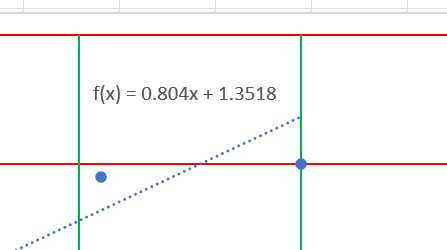 f(x) = 0.804x + 1.3518